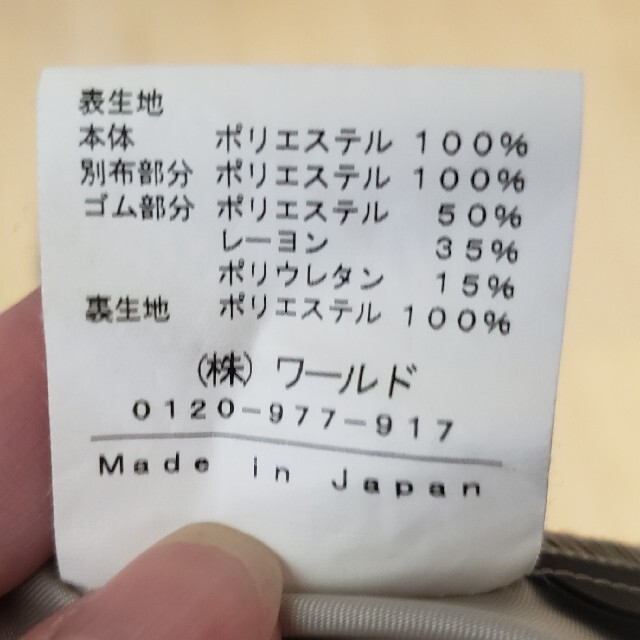 表生地
本体 ポリエステル 100%
別布部分 ポリエステル 100%
ゴム部分 ポリエステル 50%
レーヨン 35%
ポリウレタン 15%
裏生地 ポリエステル 100%
(株)ワールド
0120-977-917
Made in Japan